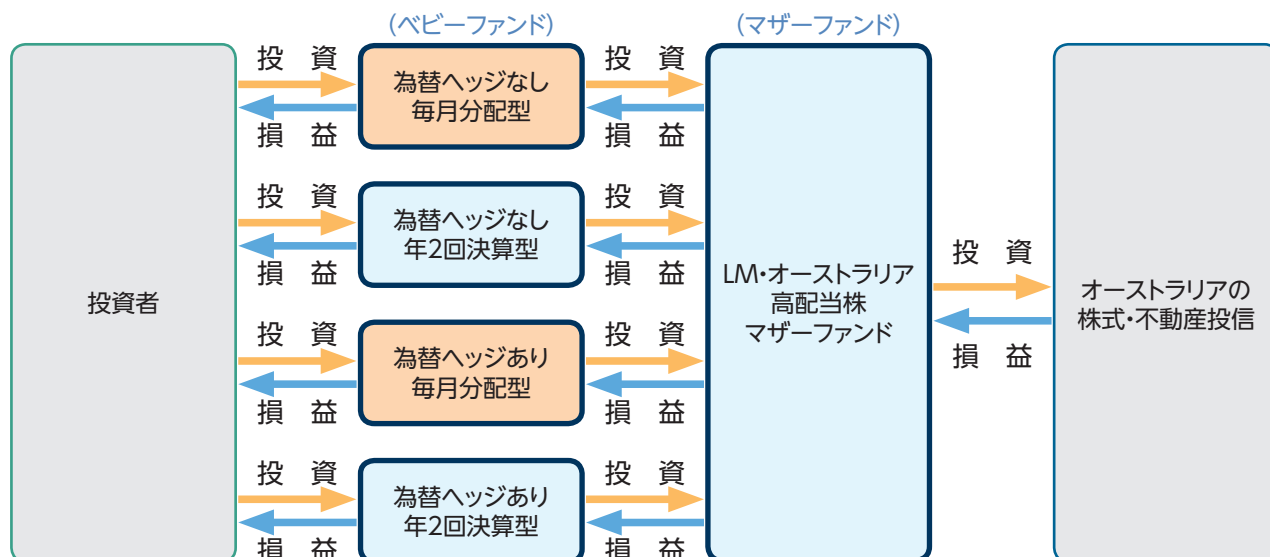 (ベビーファンド)
(マザーファンド)
投資者
投 資
損 益
為替ヘッジなし
毎月分配型
投 資
損 益
投 資
損 益
為替ヘッジなし
年2回決算型
投 資
損 益
投 資
損 益
為替ヘッジあり
毎月分配型
投 資
損 益
投 資
損 益
為替ヘッジあり
年2回決算型
投 資
損 益
LM・オーストラリア
高配当株
マザーファンド
投 資
損 益
オーストラリアの
株式・不動産投信